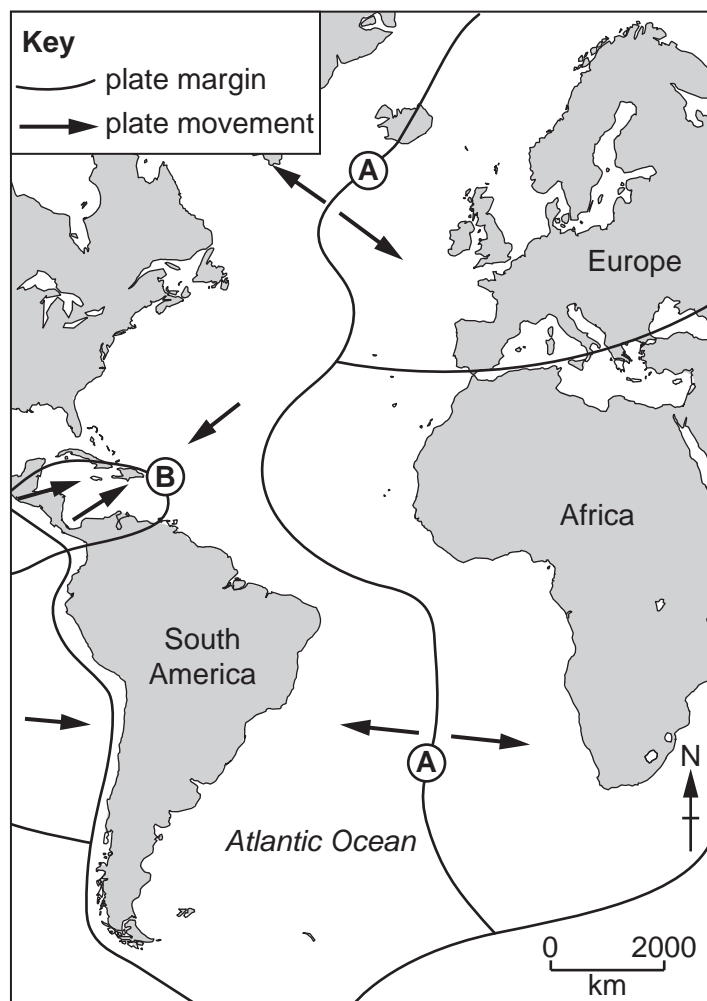 Key
plate margin
plate movement
A
Europe
B
Africa
South
America
A
N
Atlantic Ocean
0 2000
km